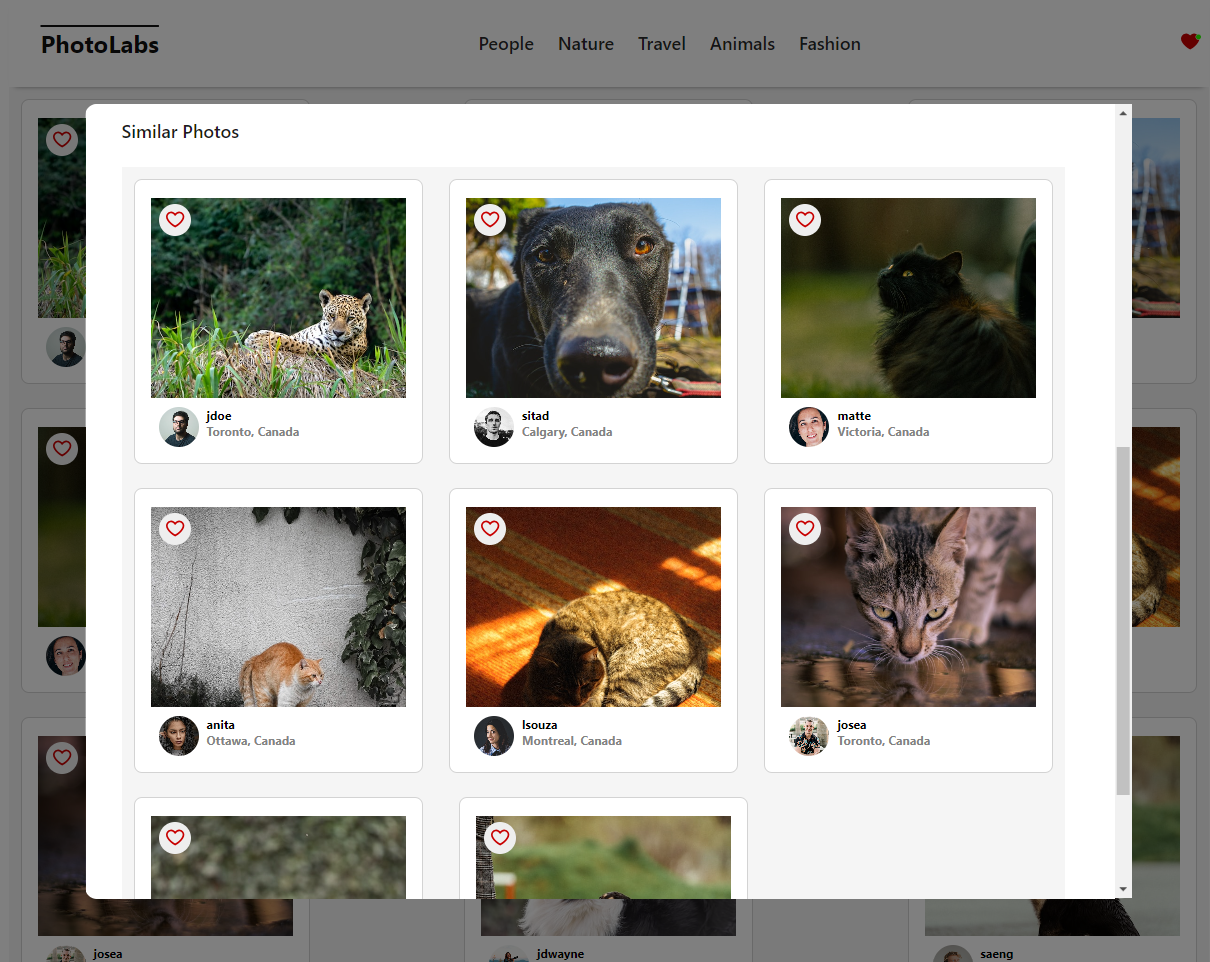 PhotoLabs
People Nature Travel Animals Fashion
Similar Photos
jdoe
Toronto, Canada
sitad
Calgary, Canada
matte
Victoria, Canada
anita
Ottawa, Canada
lsouza
Montreal, Canada
josea
Toronto, Canada
josea
jdwayne
saeng